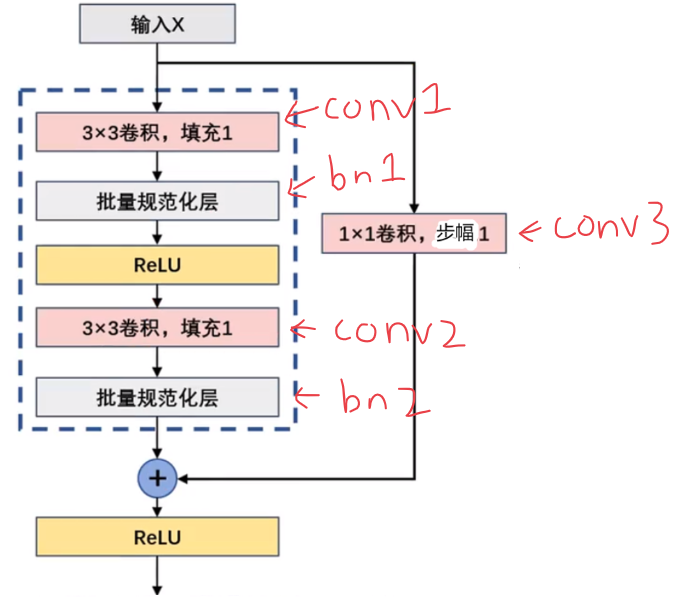 输入X
3×3卷积，填充1
conv1
批量规范化层
bn1
1×1卷积，步幅1
conv3
ReLU
3×3卷积，填充1
conv2
批量规范化层
bn2
+
ReLU